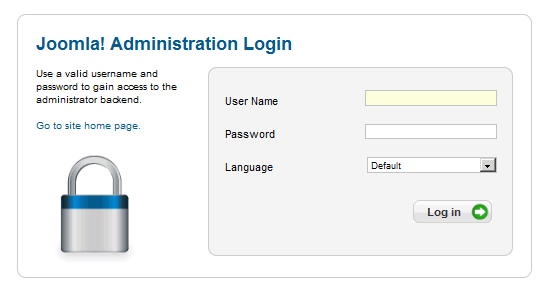 Joomla! Administration Login
Use a valid username and
password to gain access to the
administrator backend.
Go to site home page.
User Name
Password
Language
Default
Log in